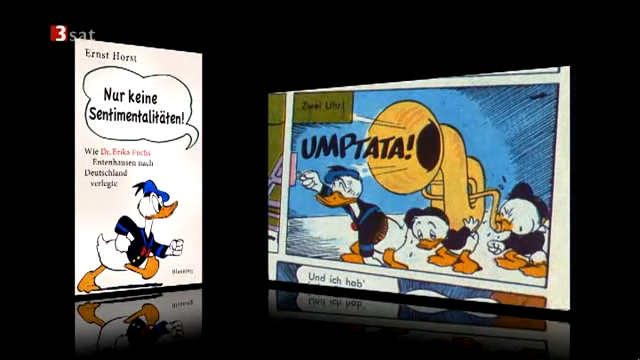 3sat
Ernst Horst
Nur keine
Sentimentalitäten!
Wie Dr. Erika Fuchs
Entenhausen nach
Deutschland
verlegte
Blessing
Zwei Uhr!
UMPTATA!
Und ich hab'